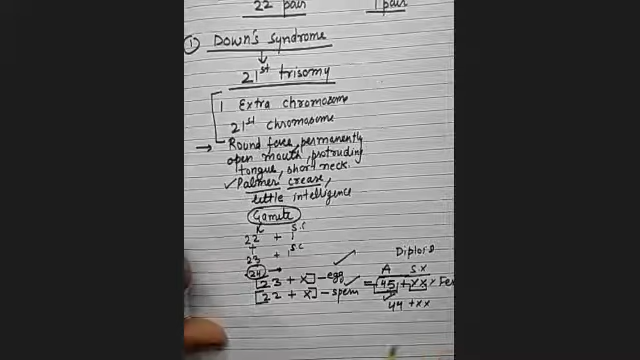 22 pair 1 pair
① Down's syndrome
↓
21st trisomy
1 Extra chromosome
21st chromosome
→ Round face, permanently
open mouth, protruding
tongue, short neck.
✓ Palmer crease,
little intelligence
Gamete
S.C
22 + 1
+ S.C
23 + 1
24 →
Diploid
[23 + X] - egg A SX
[22 + X] - sperm = 45 + XX
44 + XX